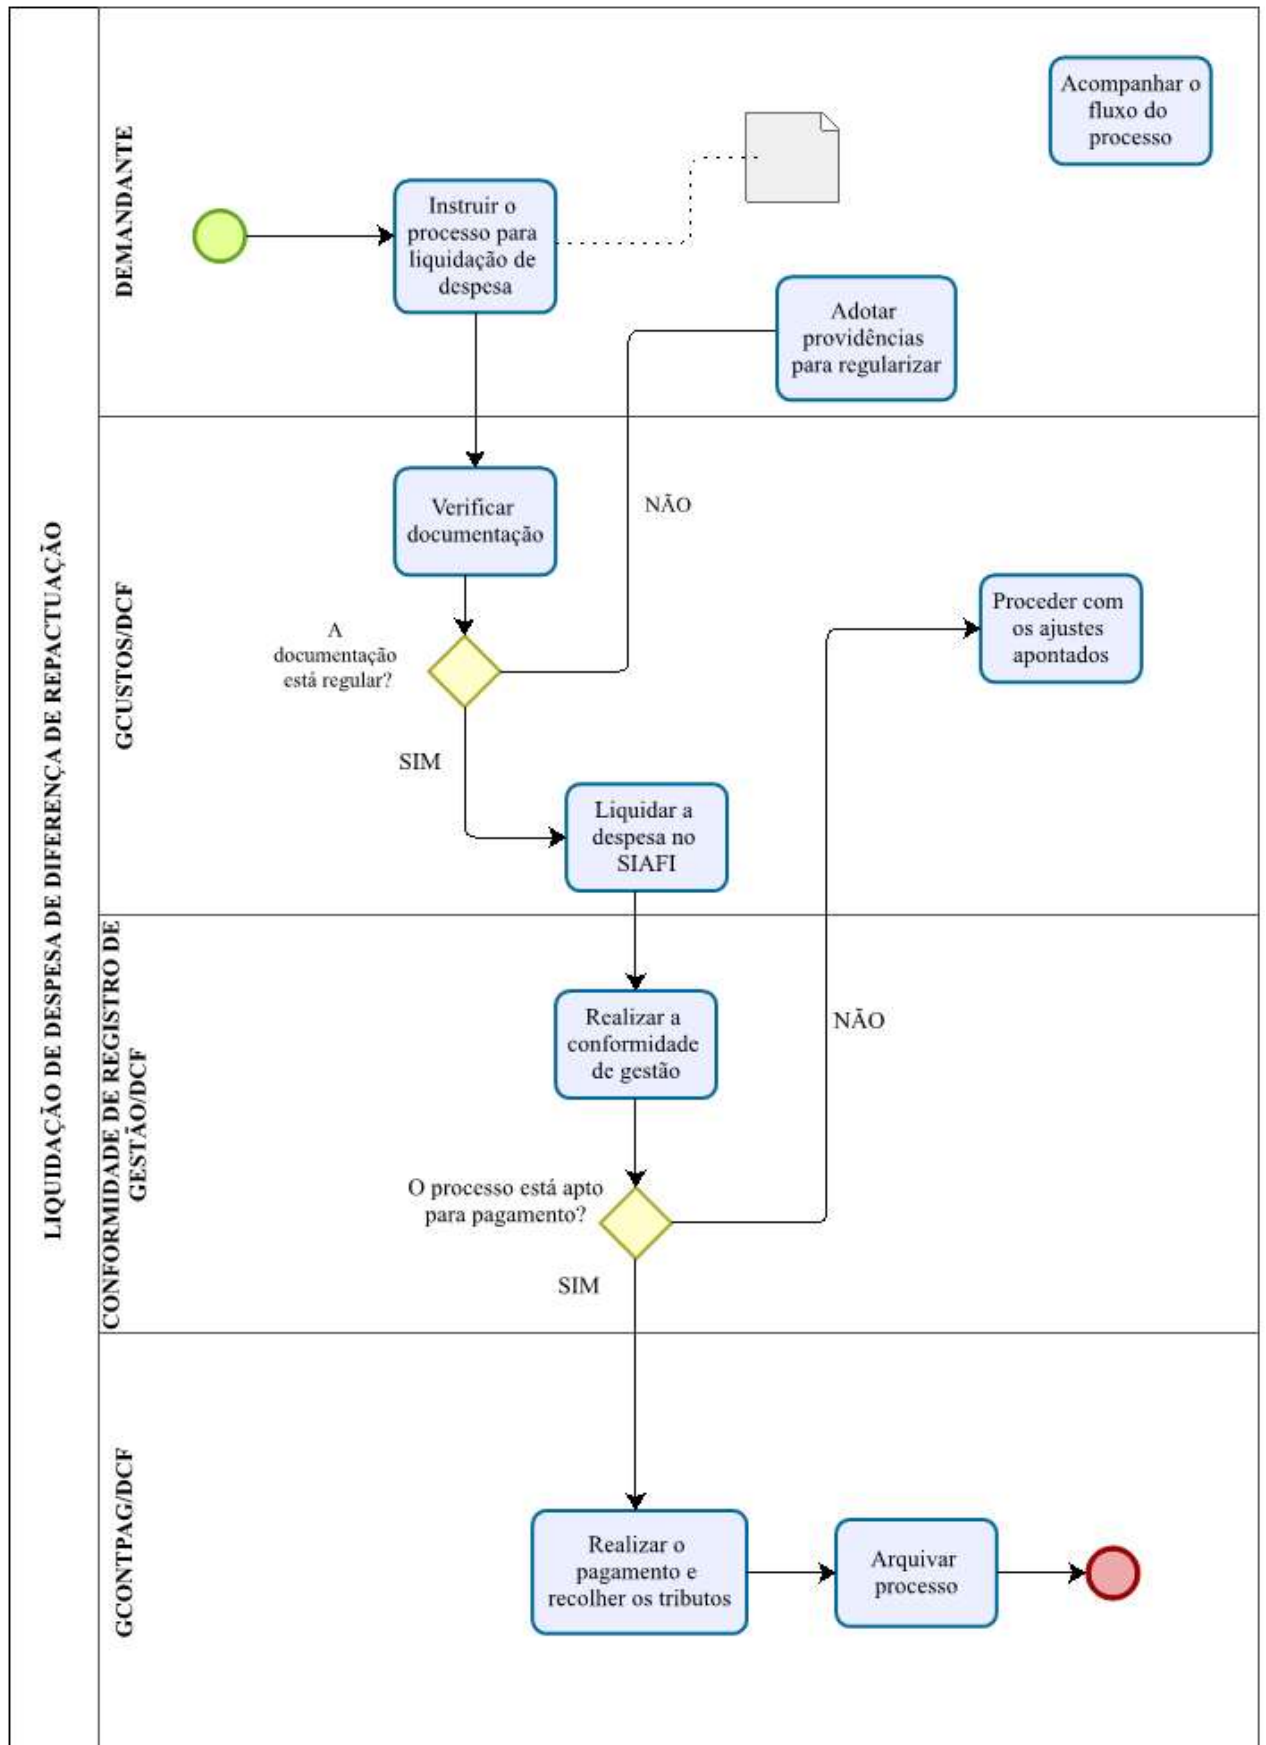 LIQUIDAÇÃO DE DESPESA DE DIFERENÇA DE REPACTUAÇÃO
DEMANDANTE
Acompanhar o
fluxo do
processo
Instruir o
processo para
liquidação de
despesa
Adotar
providências
para regularizar
GCUSTOS/DCF
Verificar
documentação
NÃO
A
documentação
está regular?
Proceder com
os ajustes
apontados
SIM
Liquidar a
despesa no
SIAFI
CONFORMIDADE DE REGISTRO DE
GESTÃO/DCF
Realizar a
conformidade
de gestão
NÃO
O processo está apto
para pagamento?
SIM
GCONTPAG/DCF
Realizar o
pagamento e
recolher os tributos
Arquivar
processo